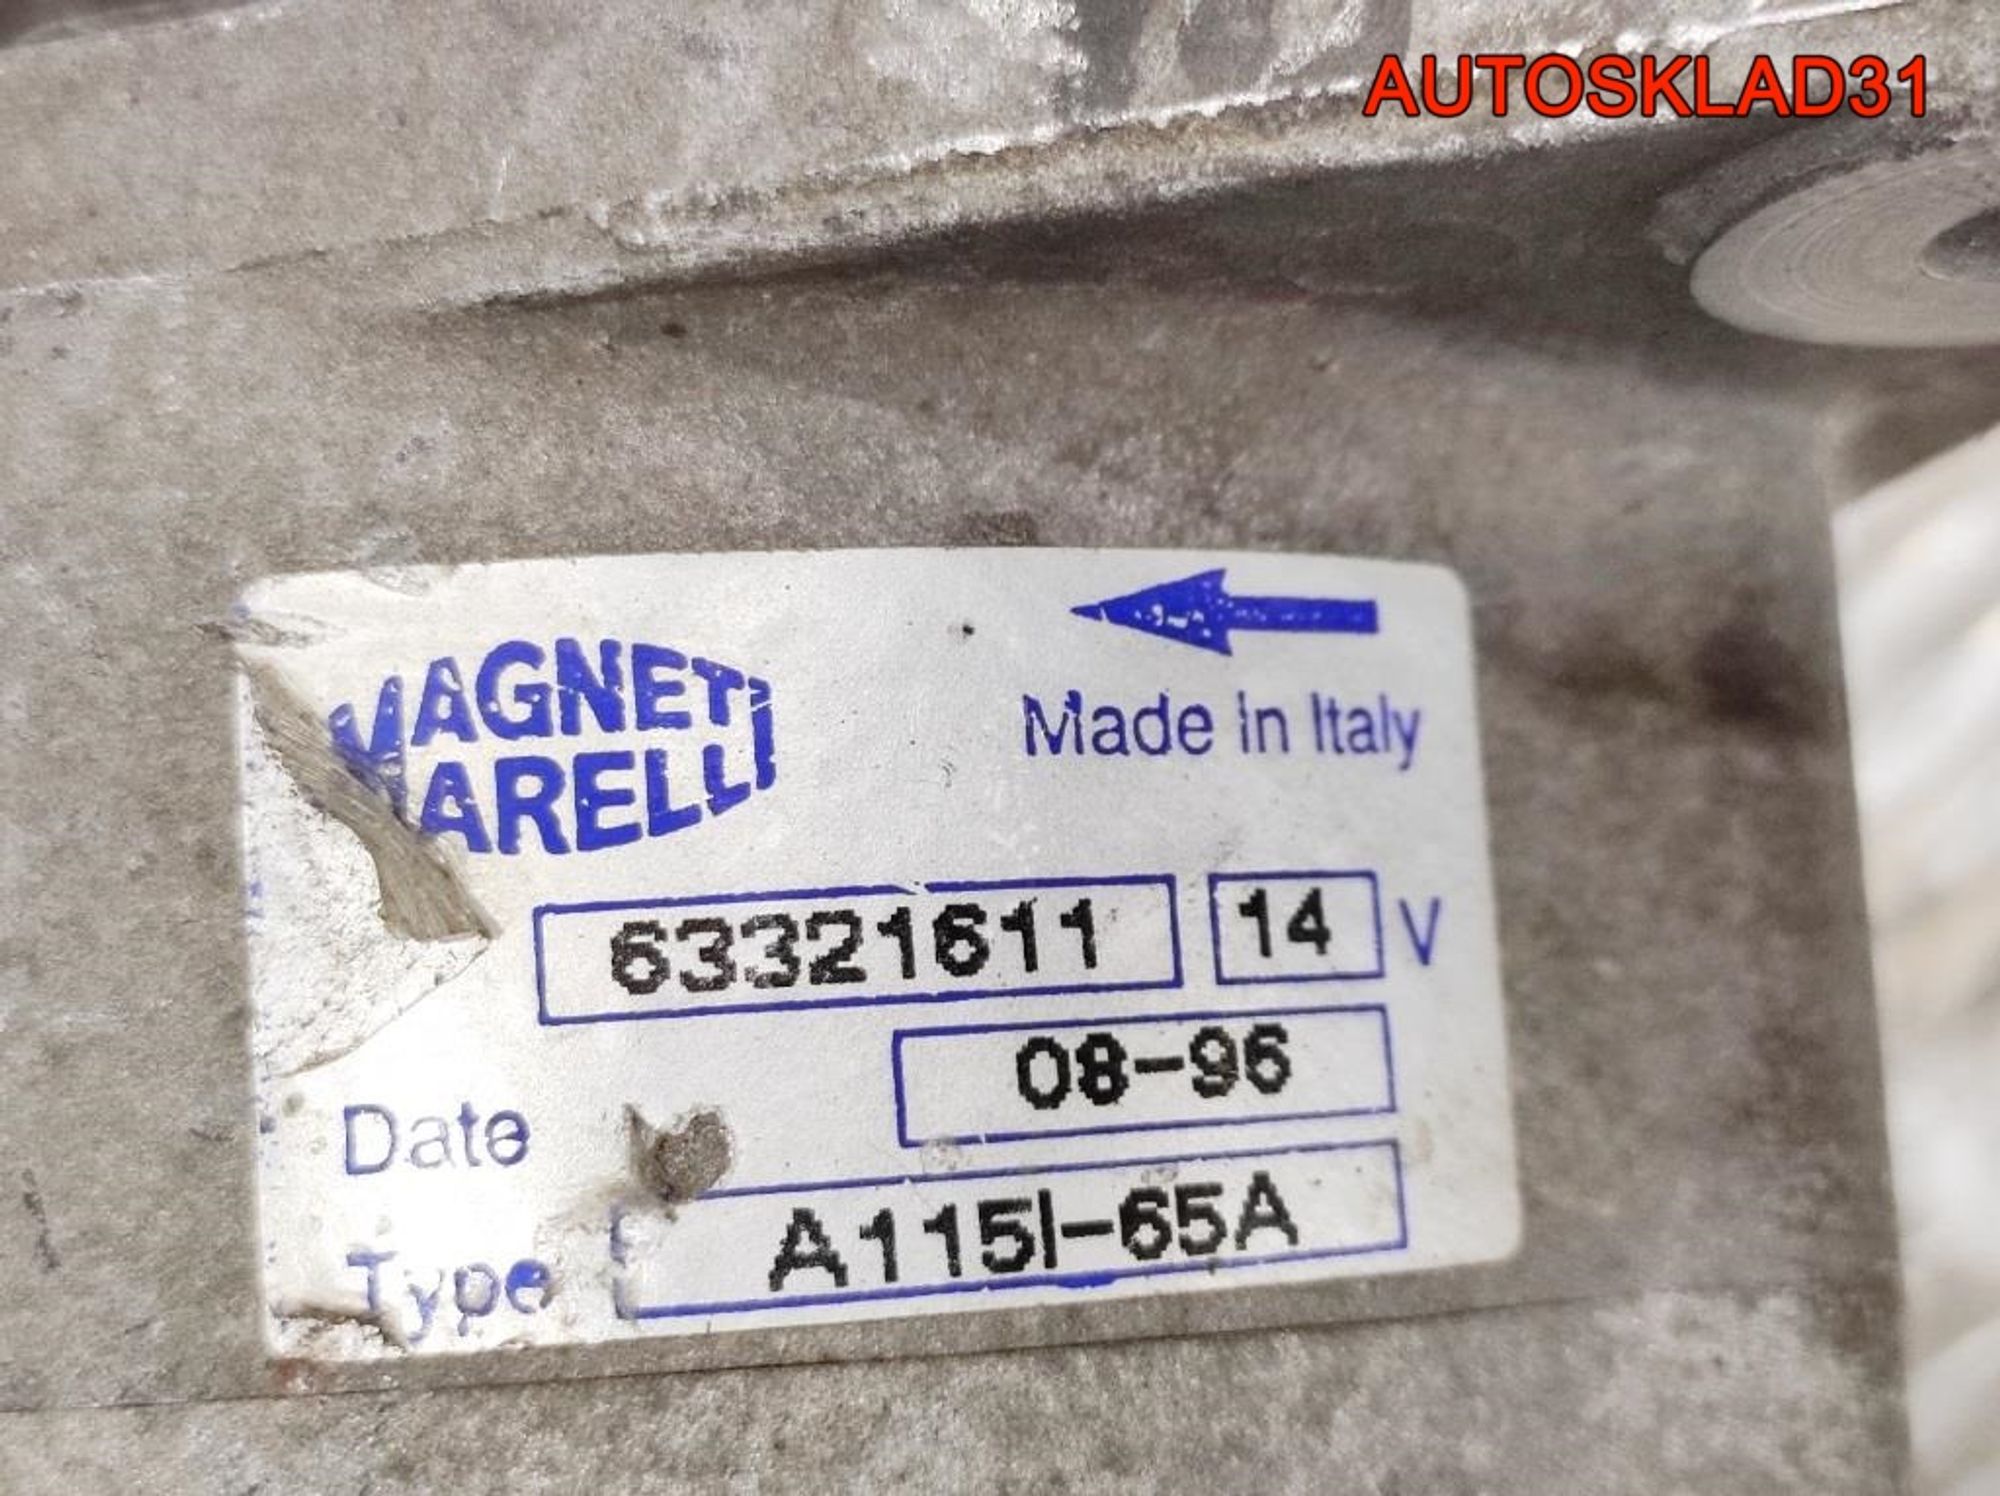 AUTOSKLAD31
MAGNETI
MARELLI
Made in Italy
63321611 14 V
Date 08-96
Type A115I-65A